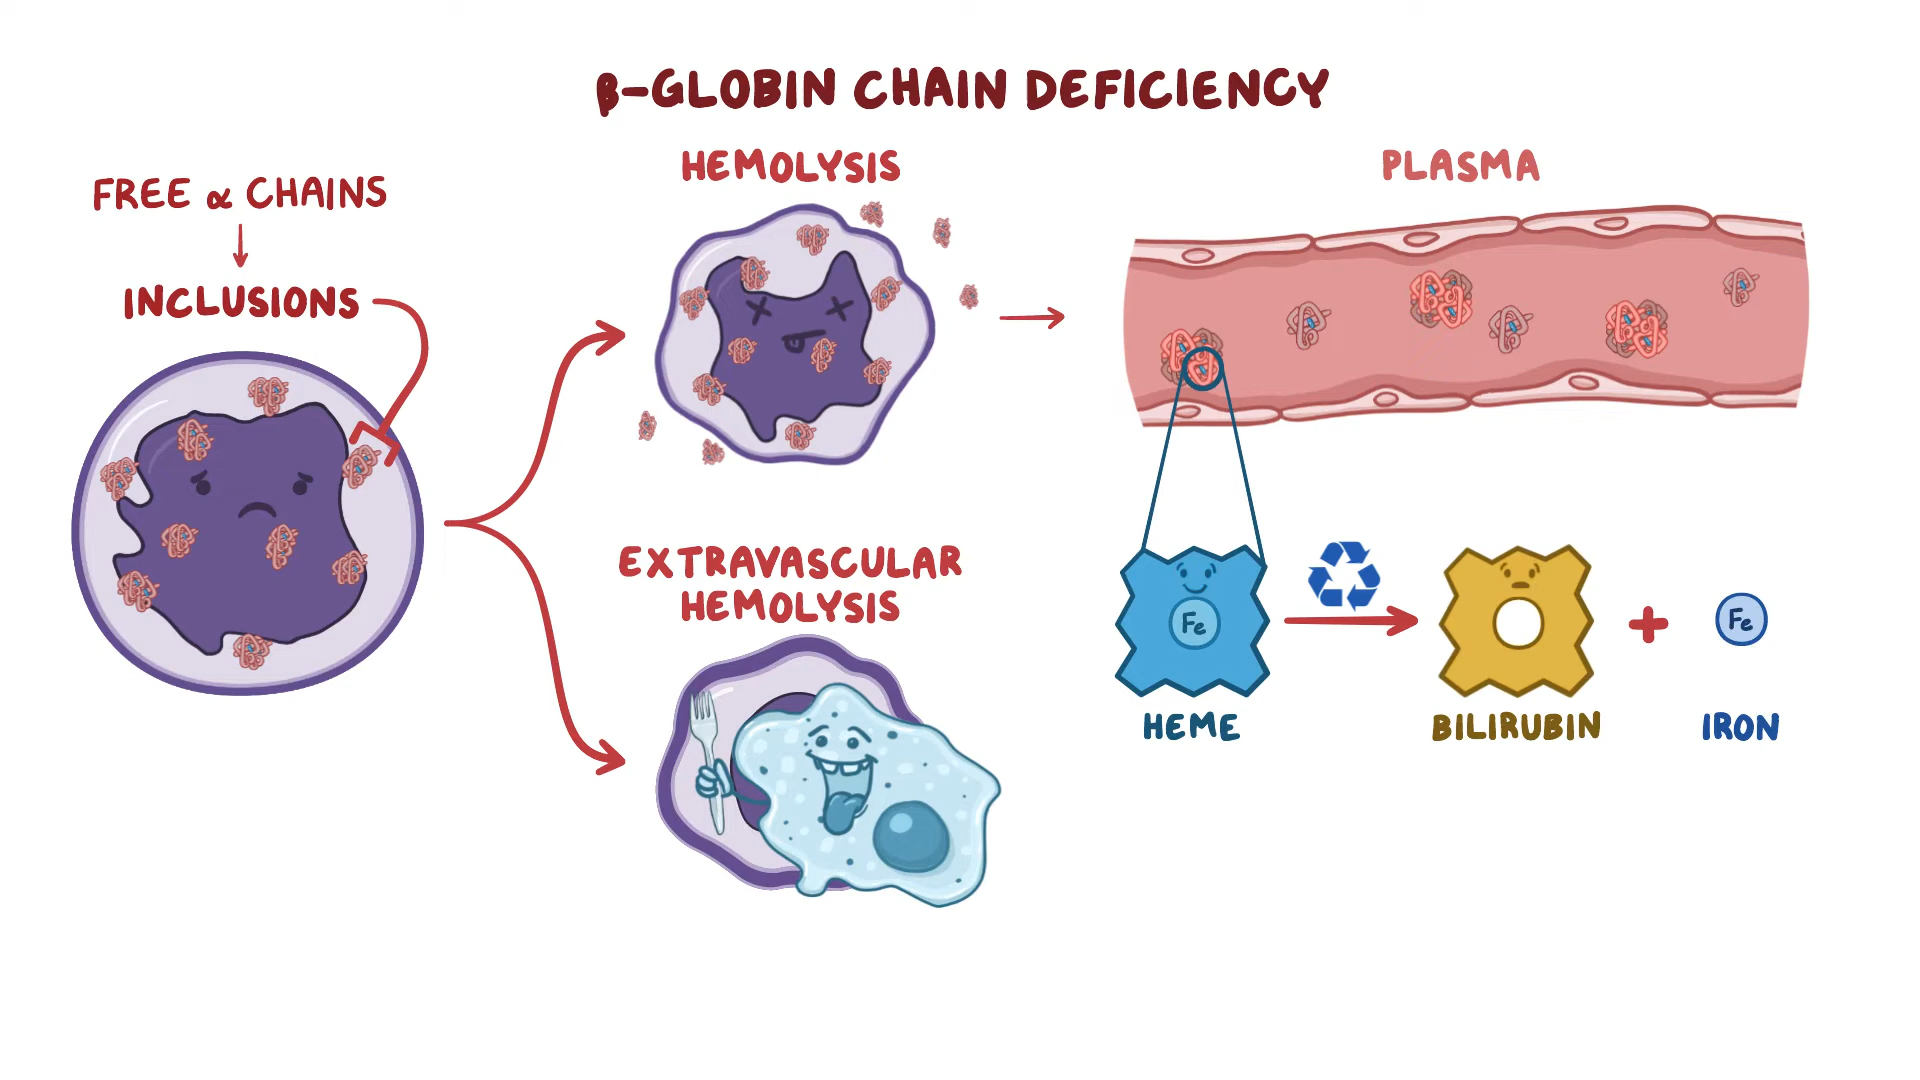 β-GLOBIN CHAIN DEFICIENCY
FREE α CHAINS
INCLUSIONS
HEMOLYSIS
PLASMA
EXTRAVASCULAR
HEMOLYSIS
Fe
Fe
HEME
BILIRUBIN
+
IRON